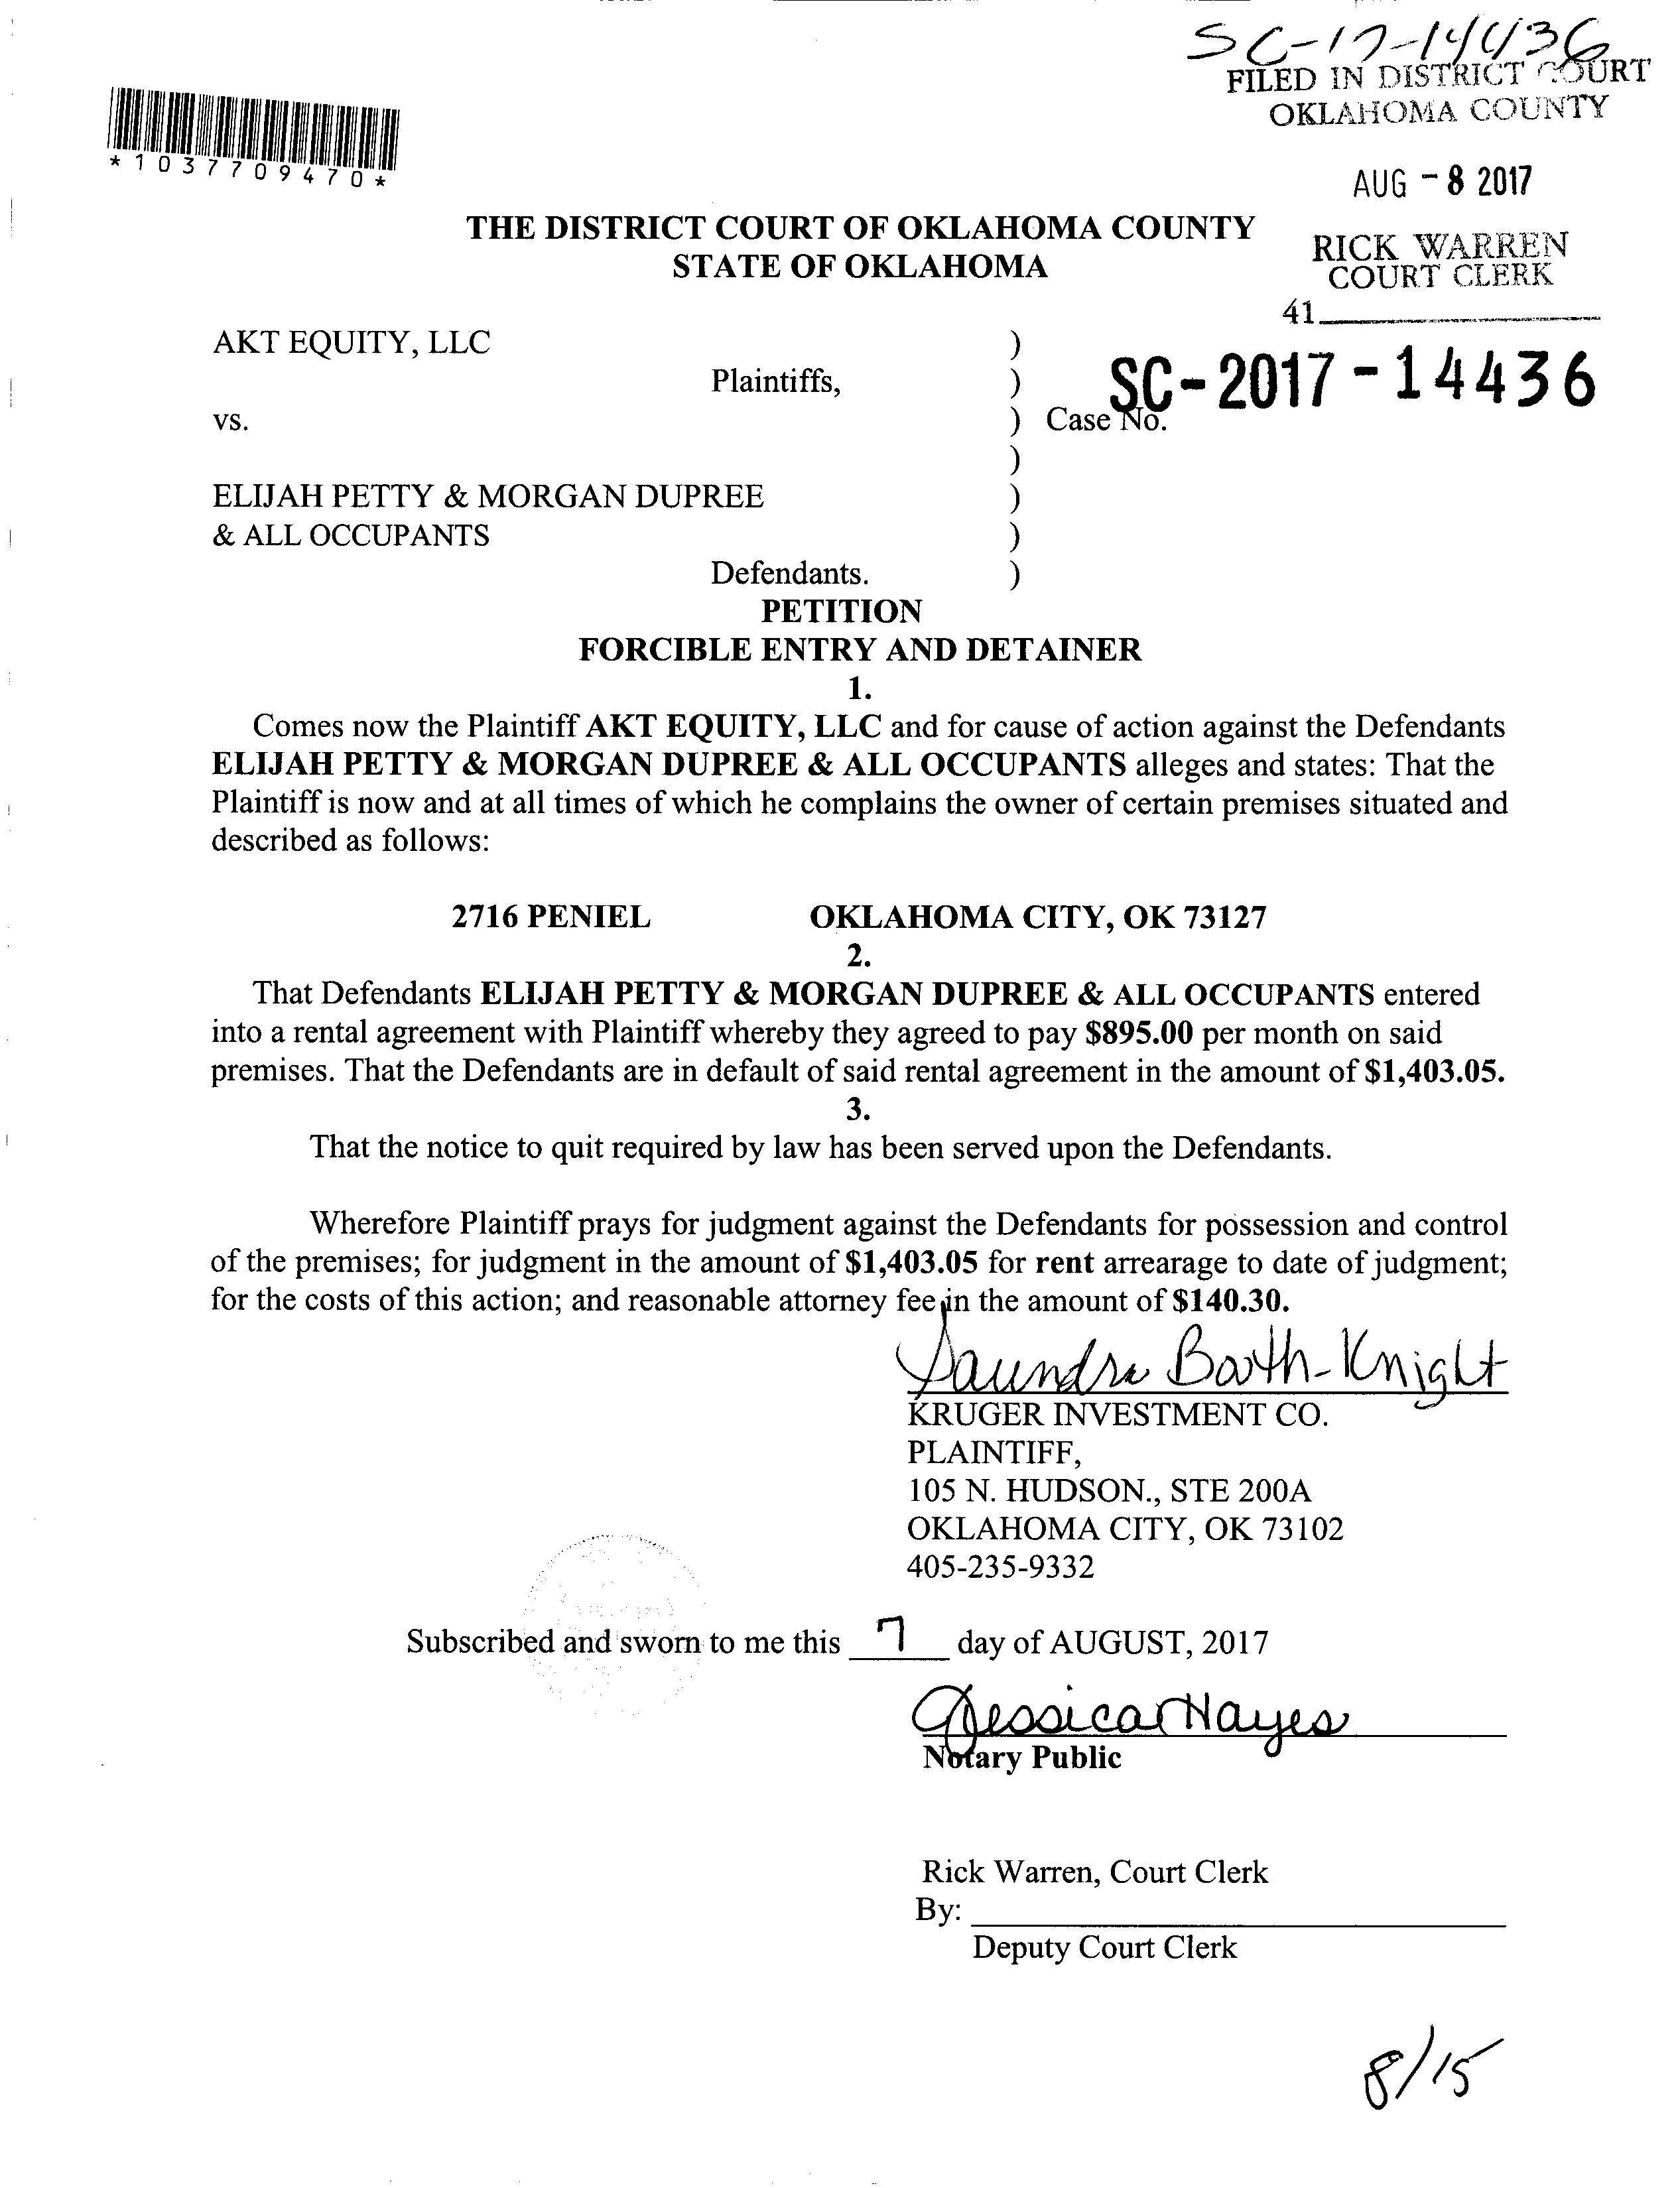 SC-17-14436
FILED IN DISTRICT COURT
OKLAHOMA COUNTY
*1037709470*
AUG - 8 2017
THE DISTRICT COURT OF OKLAHOMA COUNTY
STATE OF OKLAHOMA
RICK WARREN
COURT CLERK
41
AKT EQUITY, LLC )
Plaintiffs, )
SC-2017-14436
vs. ) Case No.
)
ELIJAH PETTY & MORGAN DUPREE )
& ALL OCCUPANTS )
Defendants. )
PETITION
FORCIBLE ENTRY AND DETAINER
1.
Comes now the Plaintiff AKT EQUITY, LLC and for cause of action against the Defendants
ELIJAH PETTY & MORGAN DUPREE & ALL OCCUPANTS alleges and states: That the
Plaintiff is now and at all times of which he complains the owner of certain premises situated and
described as follows:
2716 PENIEL OKLAHOMA CITY, OK 73127
2.
That Defendants ELIJAH PETTY & MORGAN DUPREE & ALL OCCUPANTS entered
into a rental agreement with Plaintiff whereby they agreed to pay $895.00 per month on said
premises. That the Defendants are in default of said rental agreement in the amount of $1,403.05.
3.
That the notice to quit required by law has been served upon the Defendants.
Wherefore Plaintiff prays for judgment against the Defendants for possession and control
of the premises; for judgment in the amount of $1,403.05 for rent arrearage to date of judgment;
for the costs of this action; and reasonable attorney fee in the amount of $140.30.
Saundra Barth-Knight
KRUGER INVESTMENT CO.
PLAINTIFF,
105 N. HUDSON., STE 200A
OKLAHOMA CITY, OK 73102
405-235-9332
Subscribed and sworn to me this 7 day of AUGUST, 2017
Jessica Hayes
Notary Public
Rick Warren, Court Clerk
By:
Deputy Court Clerk
8/15